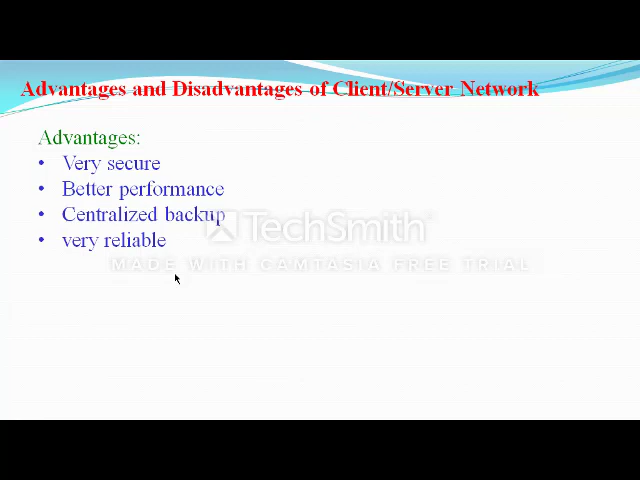 Advantages and Disadvantages of Client/Server Network
Advantages:
• Very secure
• Better performance
• Centralized backup
• very reliable
TechSmith
MADE WITH CAMTASIA FREE TRIAL